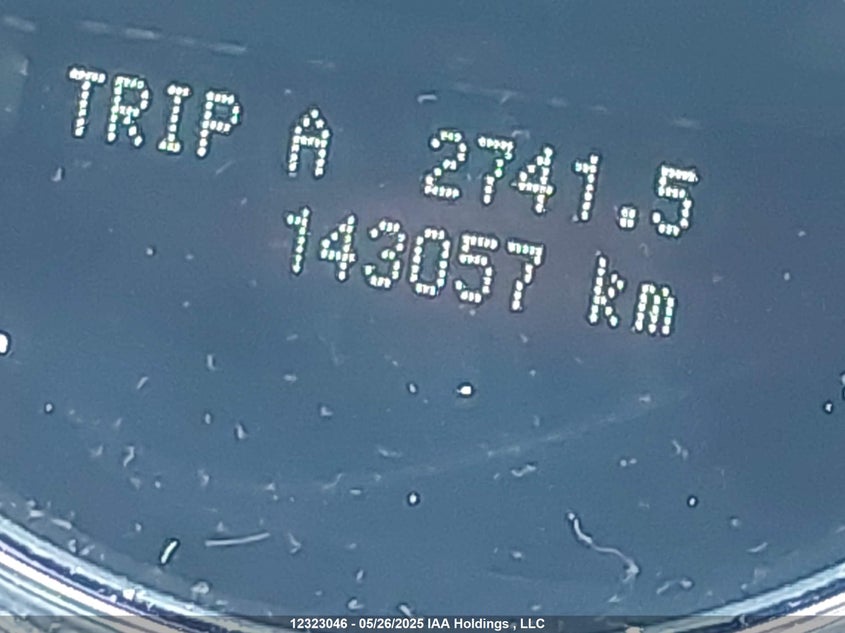 TRIP A 2741.5
143057 km
12323046 - 05/26/2025 IAA Holdings , LLC